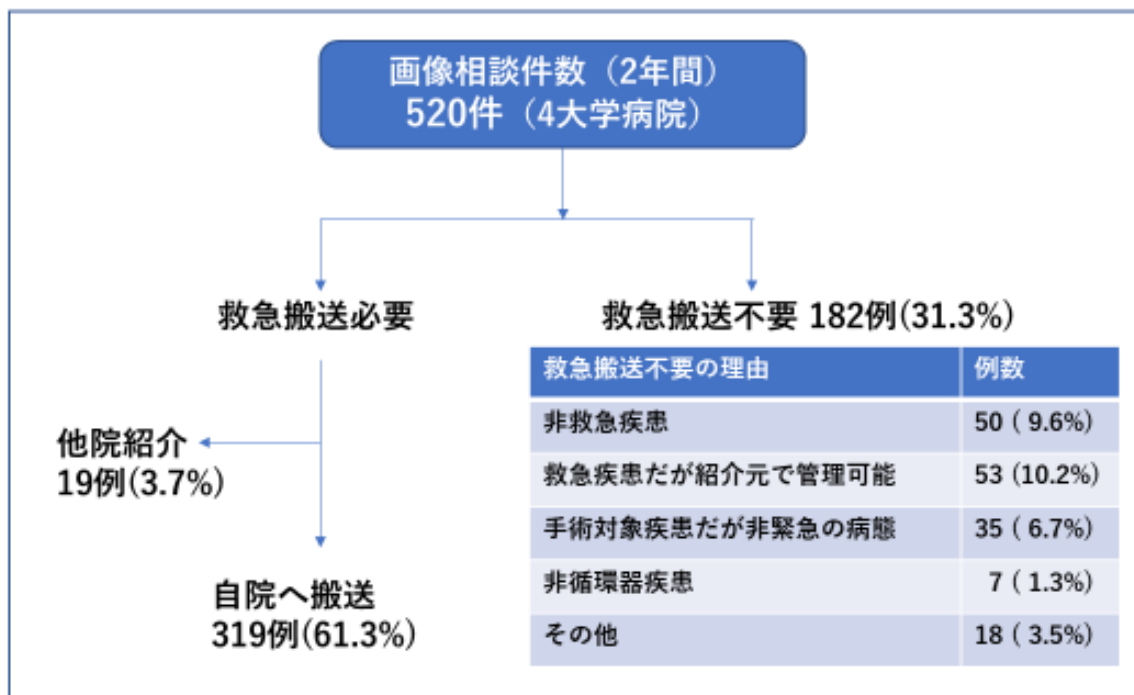 画像相談件数（2年間）
520件（4大学病院）
救急搬送必要
救急搬送不要 182例(31.3%)
他院紹介
19例(3.7%)
自院へ搬送
319例(61.3%)
救急搬送不要の理由 例数
非救急疾患 50 ( 9.6%)
救急疾患だが紹介元で管理可能 53 (10.2%)
手術対象疾患だが非緊急の病態 35 ( 6.7%)
非循環器疾患 7 ( 1.3%)
その他 18 ( 3.5%)